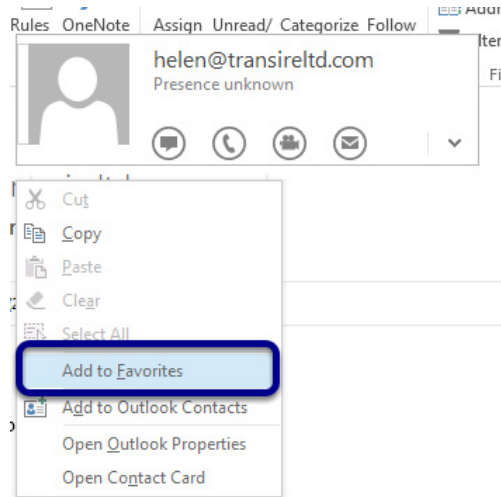 Addr
Rules OneNote Assign Unread/ Categorize Follow
helen@transireltd.com
Presence unknown
Cut
Copy
Paste
Clear
Select All
Add to Favorites
Add to Outlook Contacts
Open Outlook Properties
Open Contact Card